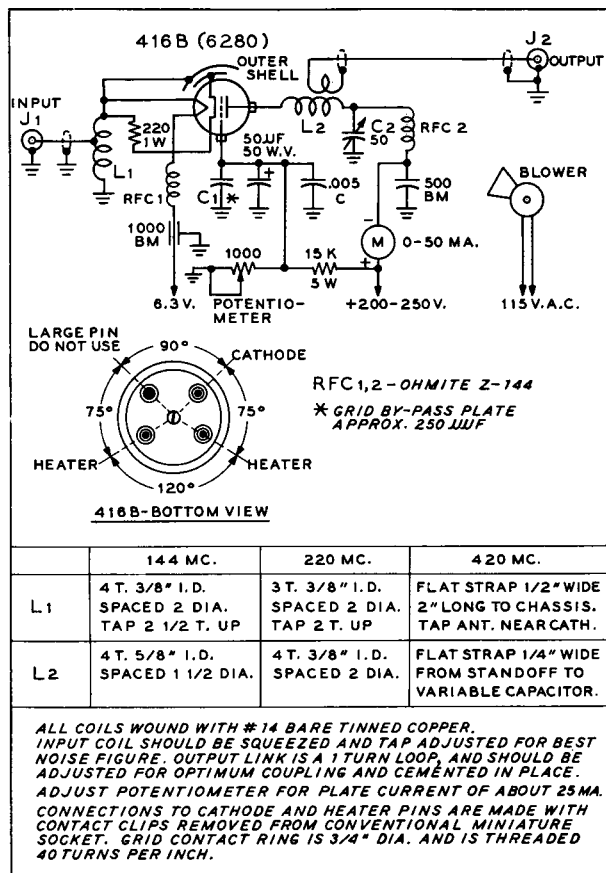 416B (6280)
OUTER
SHELL
J2
OUTPUT
INPUT
J1
220
1W
L1
RFC1
50µµF
50 W.V.
+
L2
C2
50
RFC 2
C1 *
.005
C
500
BM
BLOWER
1000
BM
-
M
0-50 MA.
+
1000
15 K
5 W
6.3 V.
POTENTIO-
METER
+200-250V.
115 V. A.C.
LARGE PIN
DO NOT USE
90°
CATHODE
75°
75°
HEATER
HEATER
120°
416B-BOTTOM VIEW
RFC 1,2 - OHMITE Z-144
* GRID BY-PASS PLATE
APPROX. 250 µµF
144 MC.
220 MC.
420 MC.
L1
4 T. 3/8" I.D.
SPACED 2 DIA.
TAP 2 1/2 T. UP
3 T. 3/8" I.D.
SPACED 2 DIA.
TAP 2 T. UP
FLAT STRAP 1/2" WIDE
2" LONG TO CHASSIS.
TAP ANT. NEAR CATH.
L2
4 T. 5/8" I.D.
SPACED 1 1/2 DIA.
4 T. 3/8" I.D.
SPACED 2 DIA.
FLAT STRAP 1/4" WIDE
FROM STANDOFF TO
VARIABLE CAPACITOR.
ALL COILS WOUND WITH #14 BARE TINNED COPPER.
INPUT COIL SHOULD BE SQUEEZED AND TAP ADJUSTED FOR BEST
NOISE FIGURE. OUTPUT LINK IS A 1 TURN LOOP, AND SHOULD BE
ADJUSTED FOR OPTIMUM COUPLING AND CEMENTED IN PLACE.
ADJUST POTENTIOMETER FOR PLATE CURRENT OF ABOUT 25 MA.
CONNECTIONS TO CATHODE AND HEATER PINS ARE MADE WITH
CONTACT CLIPS REMOVED FROM CONVENTIONAL MINIATURE
SOCKET. GRID CONTACT RING IS 3/4" DIA. AND IS THREADED
40 TURNS PER INCH.